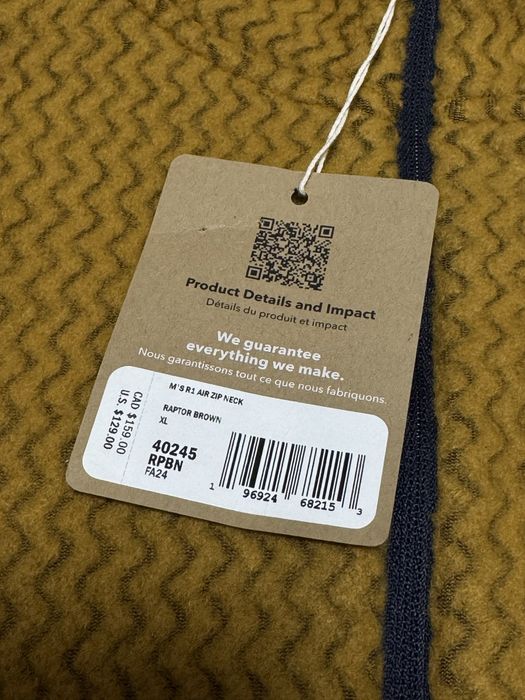 Product Details and Impact
Détails du produit et impact
We guarantee
everything we make.
Nous garantissons tout ce que nous fabriquons.
M'S R1 AIR ZIP NECK
RAPTOR BROWN
XL
CAD $159.00
U.S. $129.00
40245
RPBN
FA24
1 96924 68215 3